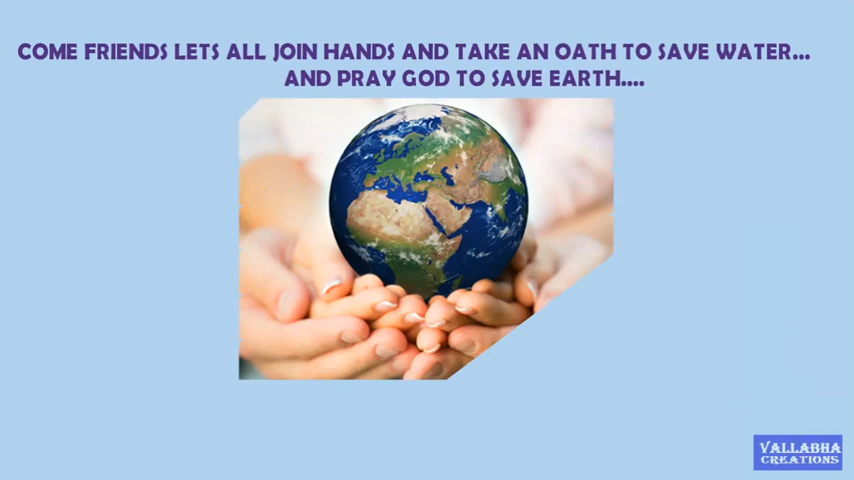 COME FRIENDS LETS ALL JOIN HANDS AND TAKE AN OATH TO SAVE WATER...
AND PRAY GOD TO SAVE EARTH....
VALLABHA
CREATIONS